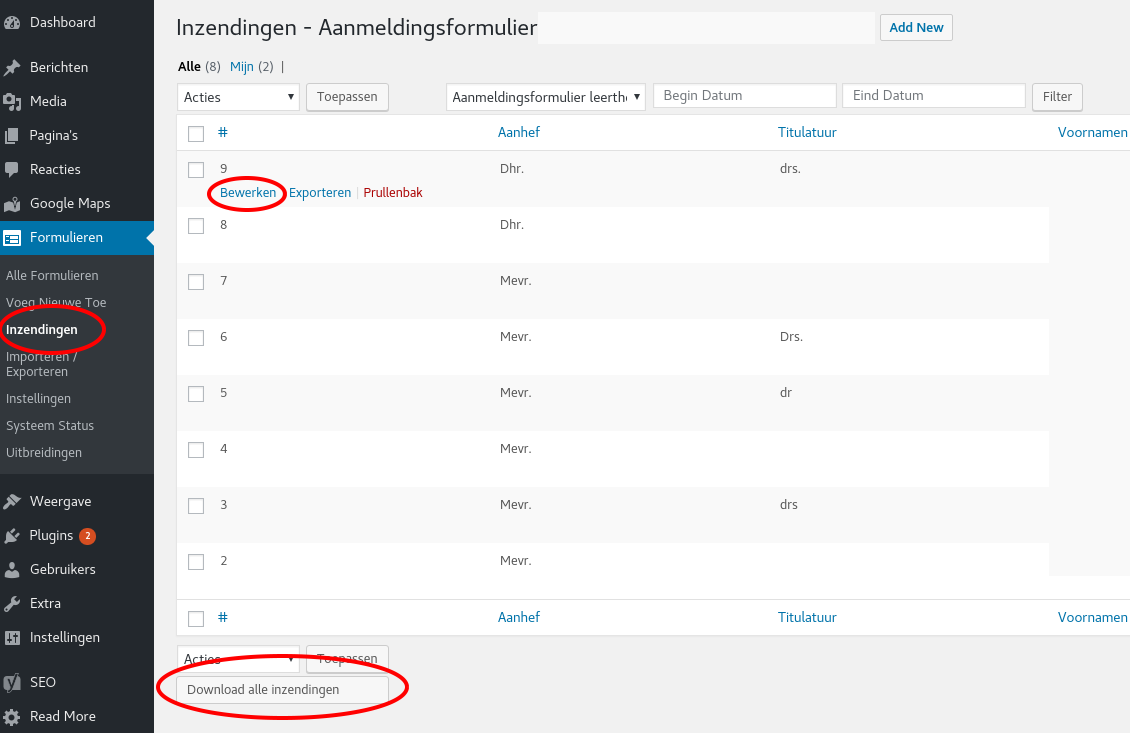 Dashboard
Berichten
Media
Pagina's
Reacties
Google Maps
Formulieren
Alle Formulieren
Voeg Nieuwe Toe
Inzendingen
Importeren /
Exporteren
Instellingen
Systeem Status
Uitbreidingen
Weergave
Plugins 2
Gebruikers
Extra
Instellingen
SEO
Read More
Inzendingen - Aanmeldingsformulier Add New
Alle (8) Mijn (2) |
Acties Toepassen Aanmeldingsformulier leerth Begin Datum Eind Datum Filter
# Aanhef Titulatuur Voornamen
9 Dhr. drs.
Bewerken Exporteren | Prullenbak
8 Dhr.
7 Mevr.
6 Mevr. Drs.
5 Mevr. dr
4 Mevr.
3 Mevr. drs
2 Mevr.
# Aanhef Titulatuur Voornamen
Acties Toepassen
Download alle inzendingen